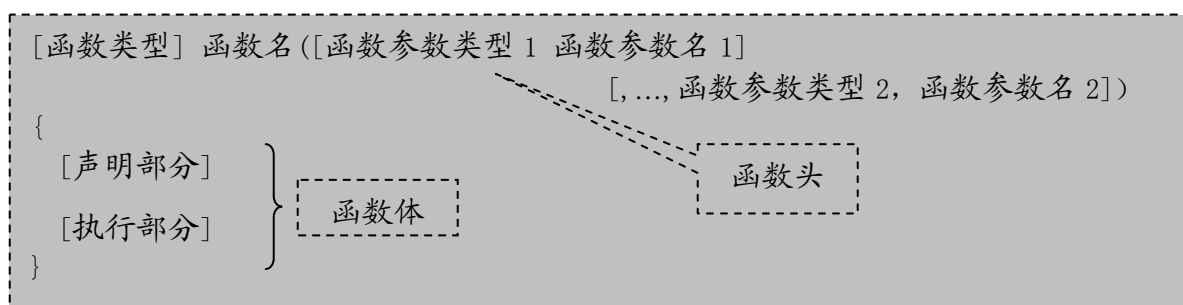 [函数类型] 函数名([函数参数类型 1 函数参数名 1]
[,…,函数参数类型 2，函数参数名 2])
{
[声明部分]
函数头
函数体
[执行部分]
}